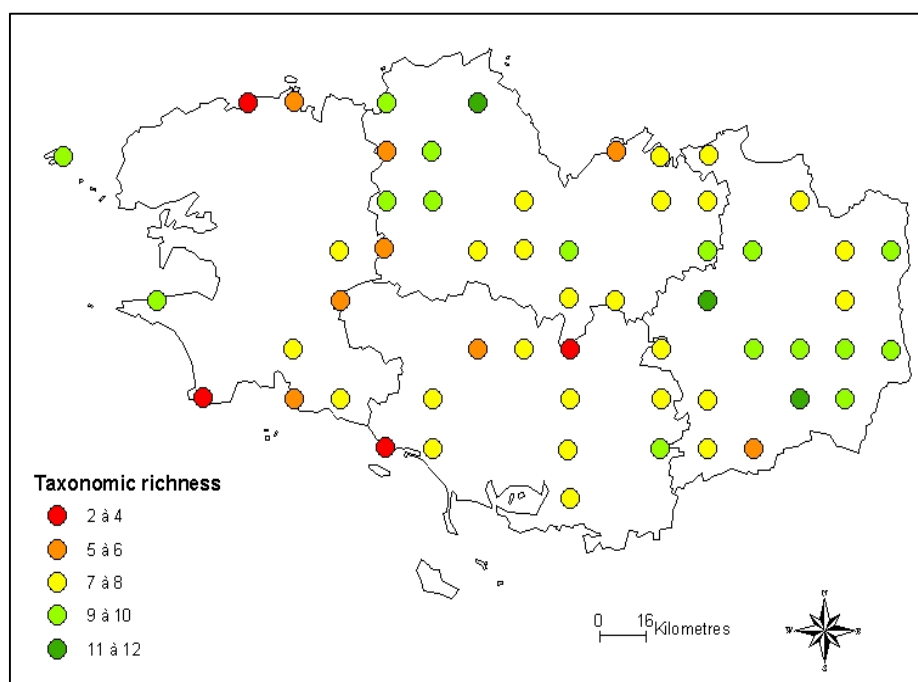 Taxonomic richness
2 à 4
5 à 6
7 à 8
9 à 10
11 à 12
0 16 Kilometres
N
W E
S